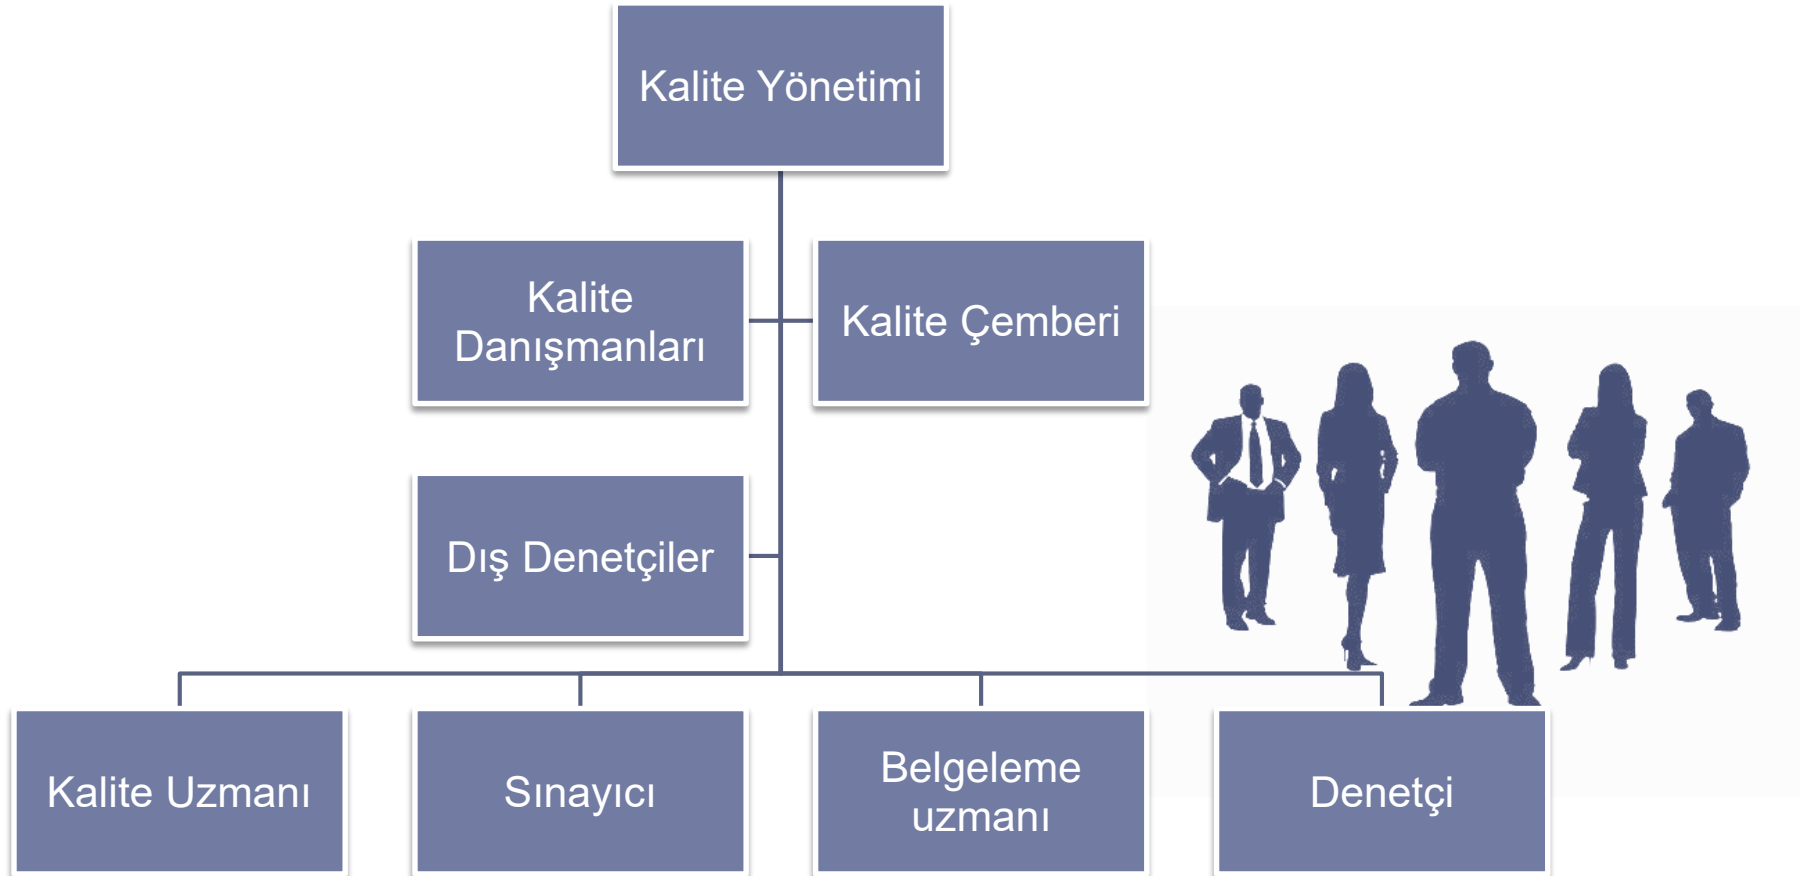 Kalite Yönetimi
Kalite
Danışmanları
Kalite Çemberi
Dış Denetçiler
Kalite Uzmanı
Sınayıcı
Belgeleme
uzmanı
Denetçi